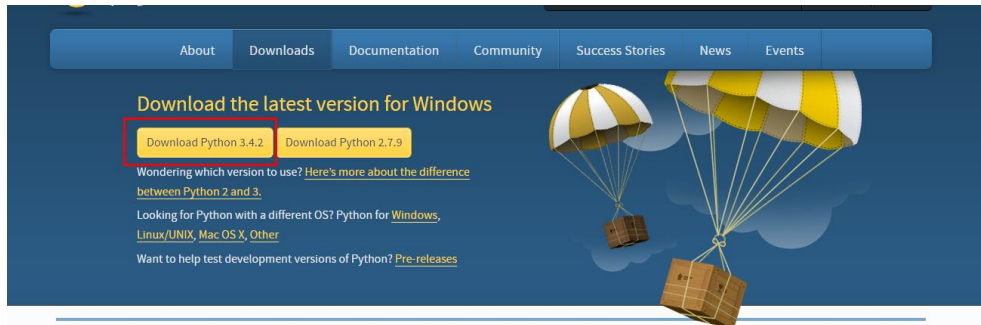 About Downloads Documentation Community Success Stories News Events
Download the latest version for Windows
Download Python 3.4.2 Download Python 2.7.9
Wondering which version to use? Here's more about the difference
between Python 2 and 3.
Looking for Python with a different OS? Python for Windows,
Linux/UNIX, Mac OS X, Other
Want to help test development versions of Python? Pre-releases